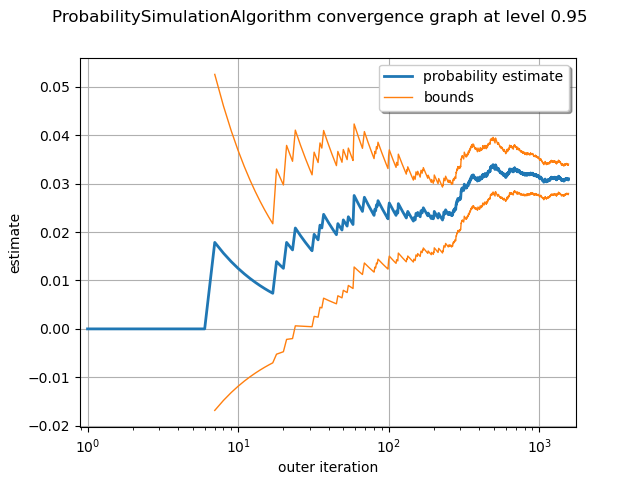 ProbabilitySimulationAlgorithm convergence graph at level 0.95
probability estimate
bounds
0.05
0.04
0.03
0.02
0.01
0.00
−0.01
−0.02
estimate
10⁰
10¹
10²
10³
outer iteration